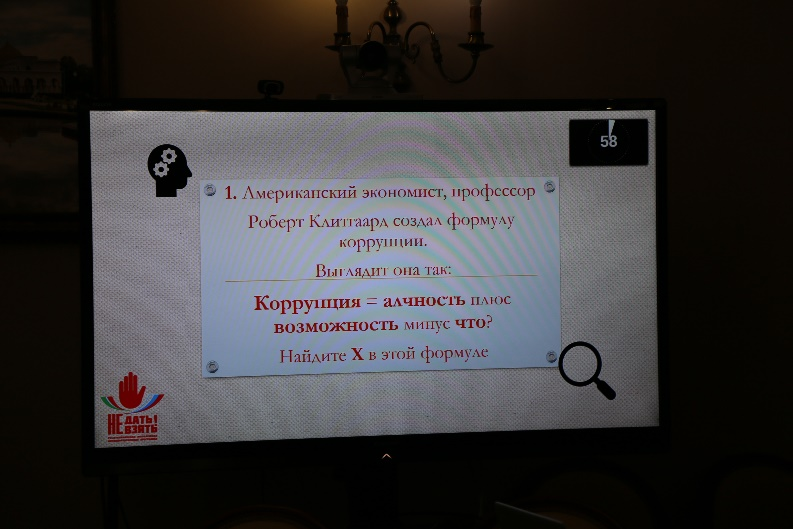 58
1. Американский экономист, профессор
Роберт Клитгаард создал формулу
коррупции.
Выглядит она так:
Коррупция = алчность плюс
возможность минус что?
Найдите X в этой формуле
НЕ ДАТЬ!
ВЗЯТЬ